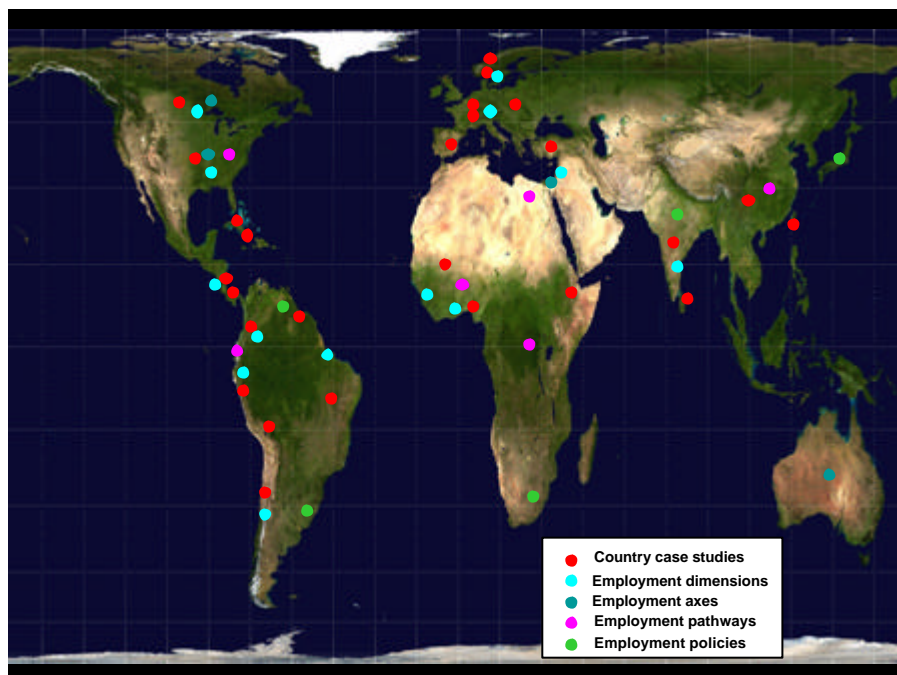 Country case studies
Employment dimensions
Employment axes
Employment pathways
Employment policies